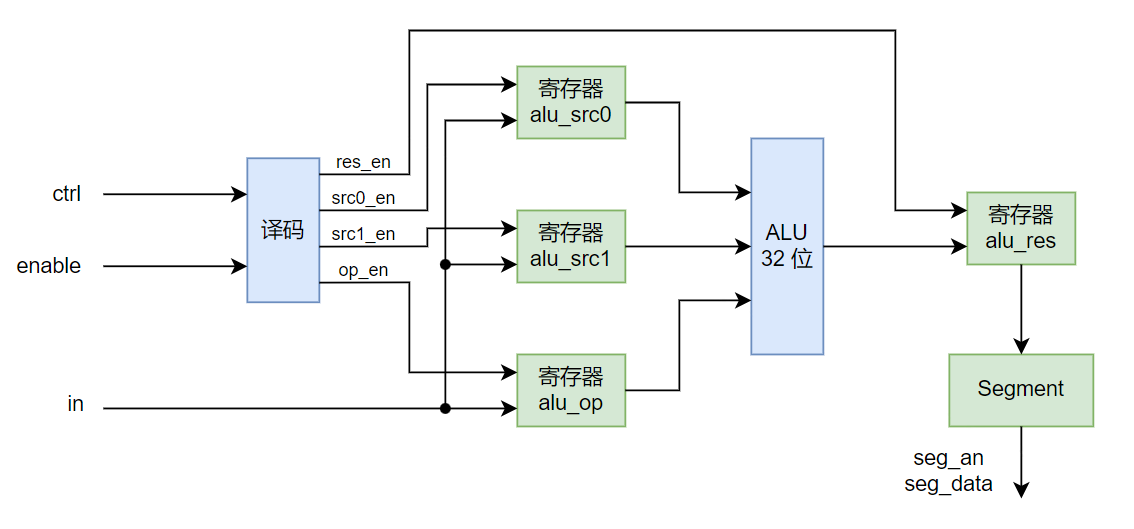 寄存器
alu_src0
res_en
ctrl
src0_en
译码
src1_en
寄存器
alu_src1
ALU
32 位
寄存器
alu_res
enable
op_en
寄存器
alu_op
in
Segment
seg_an
seg_data